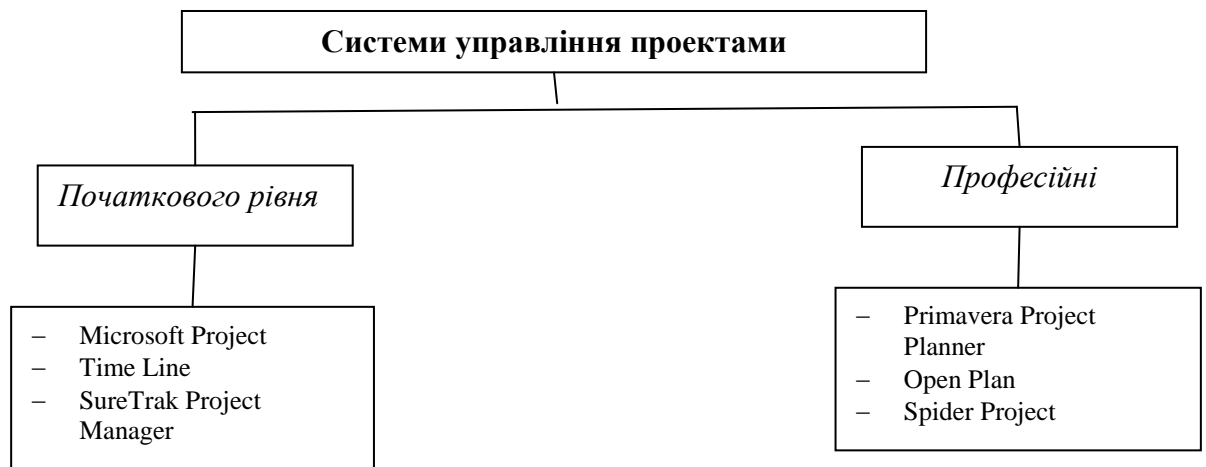 Системи управління проектами
Початкового рівня
Професійні
– Microsoft Project
– Time Line
– SureTrak Project
Manager
– Primavera Project
Planner
– Open Plan
– Spider Project